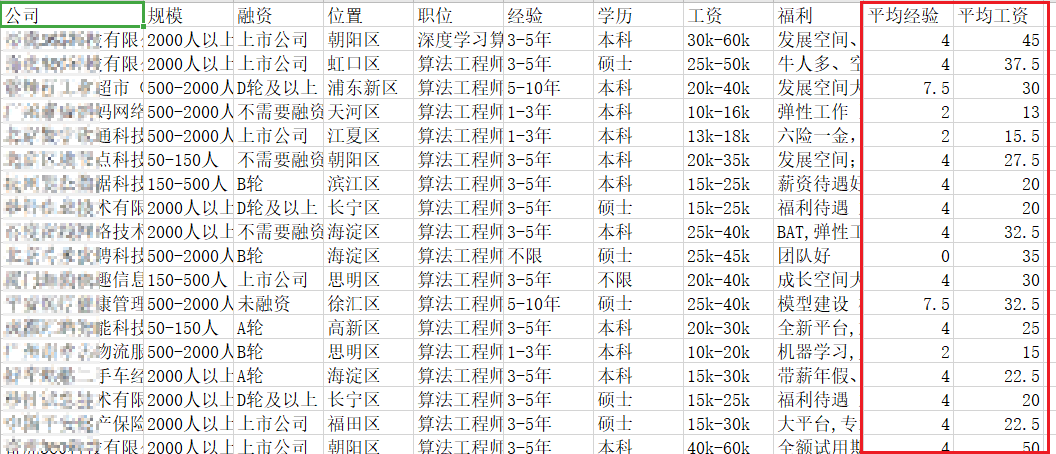 公司 规模 融资 位置 职位 经验 学历 工资 福利 平均经验 平均工资
有限 2000人以上 上市公司 朝阳区 深度学习算 3-5年 本科 30k-60k 发展空间、 4 45
有限 2000人以上 上市公司 虹口区 算法工程师 3-5年 硕士 25k-50k 牛人多、 4 37.5
超市 500-2000人 D轮及以上 浦东新区 算法工程师 5-10年 本科 20k-40k 发展空间大 7.5 30
码网络 500-2000人 不需要融资 天河区 算法工程师 1-3年 本科 10k-16k 弹性工作 2 13
通科技 500-2000人 上市公司 江夏区 算法工程师 1-3年 本科 13k-18k 六险一金, 2 15.5
点科技 50-150人 不需要融资 朝阳区 算法工程师 3-5年 本科 20k-35k 发展空间; 4 27.5
据科技 150-500人 B轮 滨江区 算法工程师 3-5年 本科 15k-25k 薪资待遇好 4 20
术有限 2000人以上 D轮及以上 长宁区 算法工程师 3-5年 硕士 15k-25k 福利待遇 4 20
络技术 2000人以上 不需要融资 海淀区 算法工程师 3-5年 本科 25k-40k BAT,弹性工 4 32.5
聘科技 500-2000人 B轮 海淀区 算法工程师 不限 硕士 25k-45k 团队好 0 35
趣信息 150-500人 上市公司 思明区 算法工程师 3-5年 不限 20k-40k 成长空间大 4 30
康管理 500-2000人 未融资 徐汇区 算法工程师 5-10年 硕士 25k-40k 模型建设 7.5 32.5
能科技 50-150人 A轮 高新区 算法工程师 3-5年 本科 20k-30k 全新平台, 4 25
物流服 500-2000人 B轮 思明区 算法工程师 1-3年 本科 10k-20k 机器学习, 2 15
二手车经 2000人以上 A轮 海淀区 算法工程师 3-5年 本科 15k-30k 带薪年假、 4 22.5
术有限 2000人以上 D轮及以上 长宁区 算法工程师 3-5年 本科 15k-25k 福利待遇 4 20
产保险 2000人以上 上市公司 福田区 算法工程师 3-5年 硕士 15k-30k 大平台,专 4 22.5
有限 2000人以上 上市公司 朝阳区 算法工程师 3-5年 本科 40k-60k 全额试用期 4 50